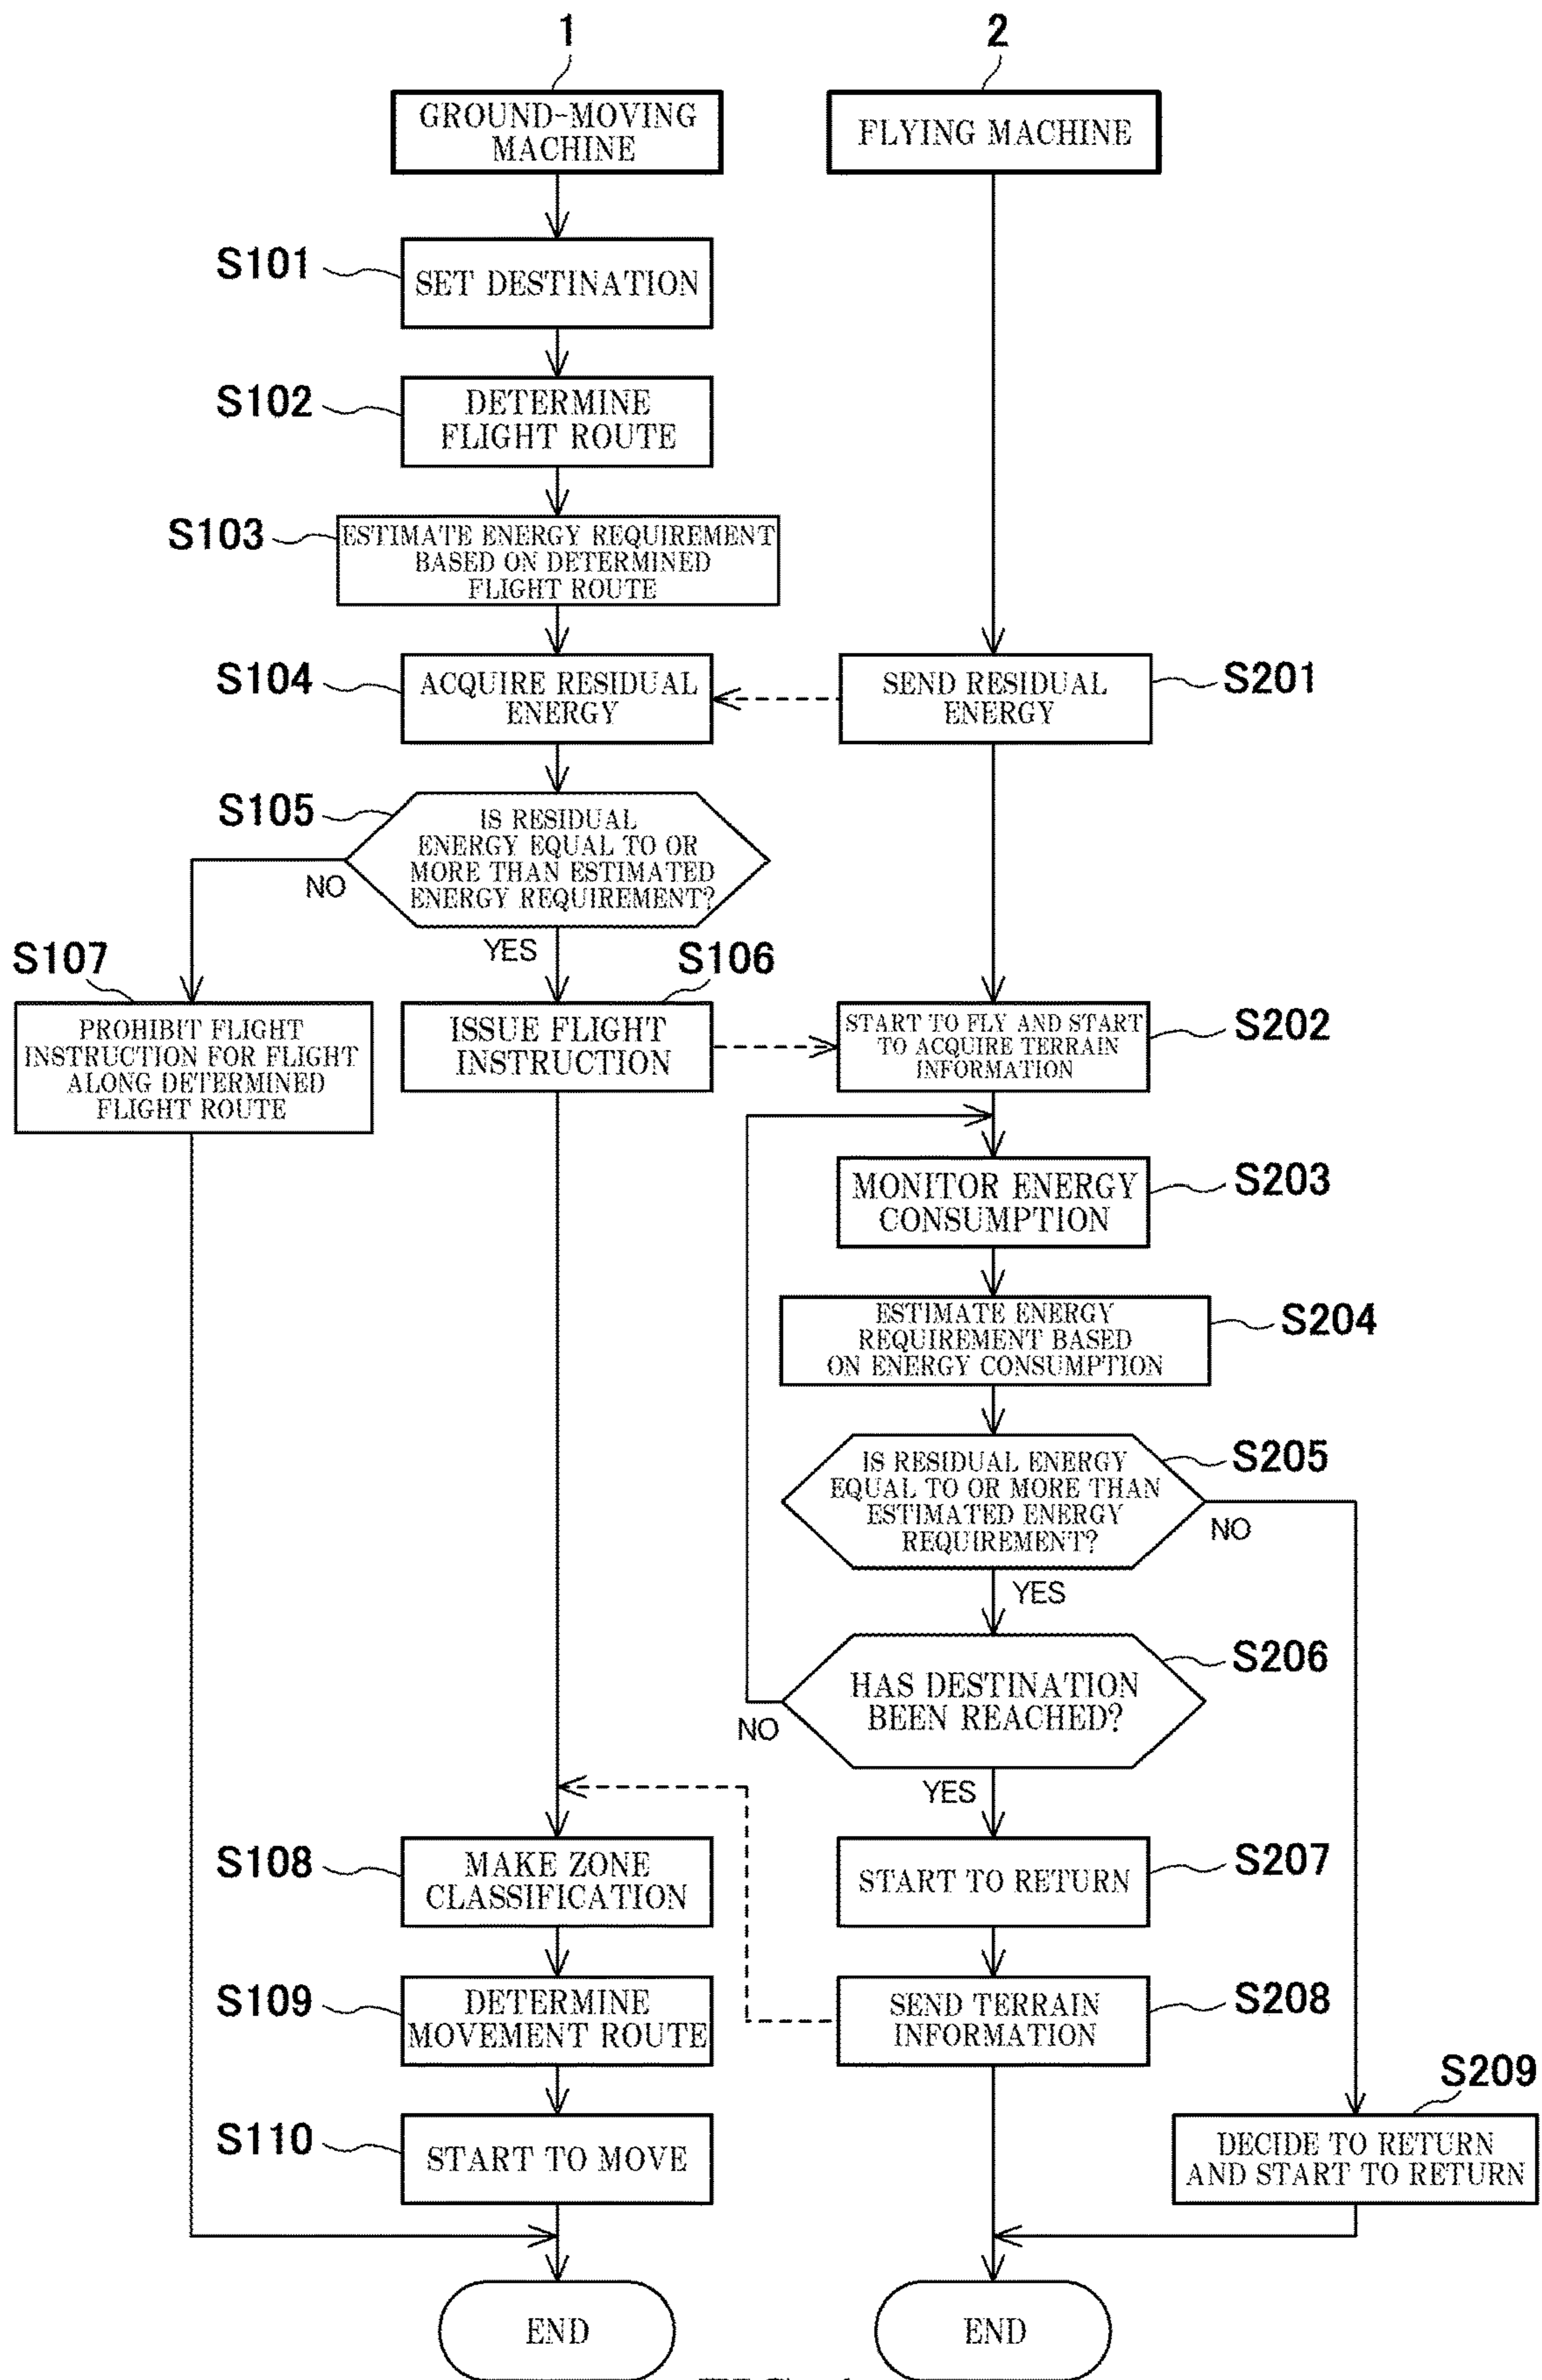 1
2
GROUND-MOVING
MACHINE
FLYING MACHINE
S101
SET DESTINATION
S102
DETERMINE
FLIGHT ROUTE
S103
ESTIMATE ENERGY REQUIREMENT
BASED ON DETERMINED
FLIGHT ROUTE
S104
ACQUIRE RESIDUAL
ENERGY
SEND RESIDUAL
ENERGY
S201
S105
IS RESIDUAL
ENERGY EQUAL TO OR
MORE THAN ESTIMATED
ENERGY REQUIREMENT?
NO
YES
S107
PROHIBIT FLIGHT
INSTRUCTION FOR FLIGHT
ALONG DETERMINED
FLIGHT ROUTE
S106
ISSUE FLIGHT
INSTRUCTION
START TO FLY AND START
TO ACQUIRE TERRAIN
INFORMATION
S202
MONITOR ENERGY
CONSUMPTION
S203
ESTIMATE ENERGY
REQUIREMENT BASED
ON ENERGY CONSUMPTION
S204
IS RESIDUAL ENERGY
EQUAL TO OR MORE THAN
ESTIMATED ENERGY
REQUIREMENT?
S205
NO
YES
HAS DESTINATION
BEEN REACHED?
S206
NO
YES
S108
MAKE ZONE
CLASSIFICATION
START TO RETURN
S207
S109
DETERMINE
MOVEMENT ROUTE
SEND TERRAIN
INFORMATION
S208
S110
START TO MOVE
S209
DECIDE TO RETURN
AND START TO RETURN
END
END